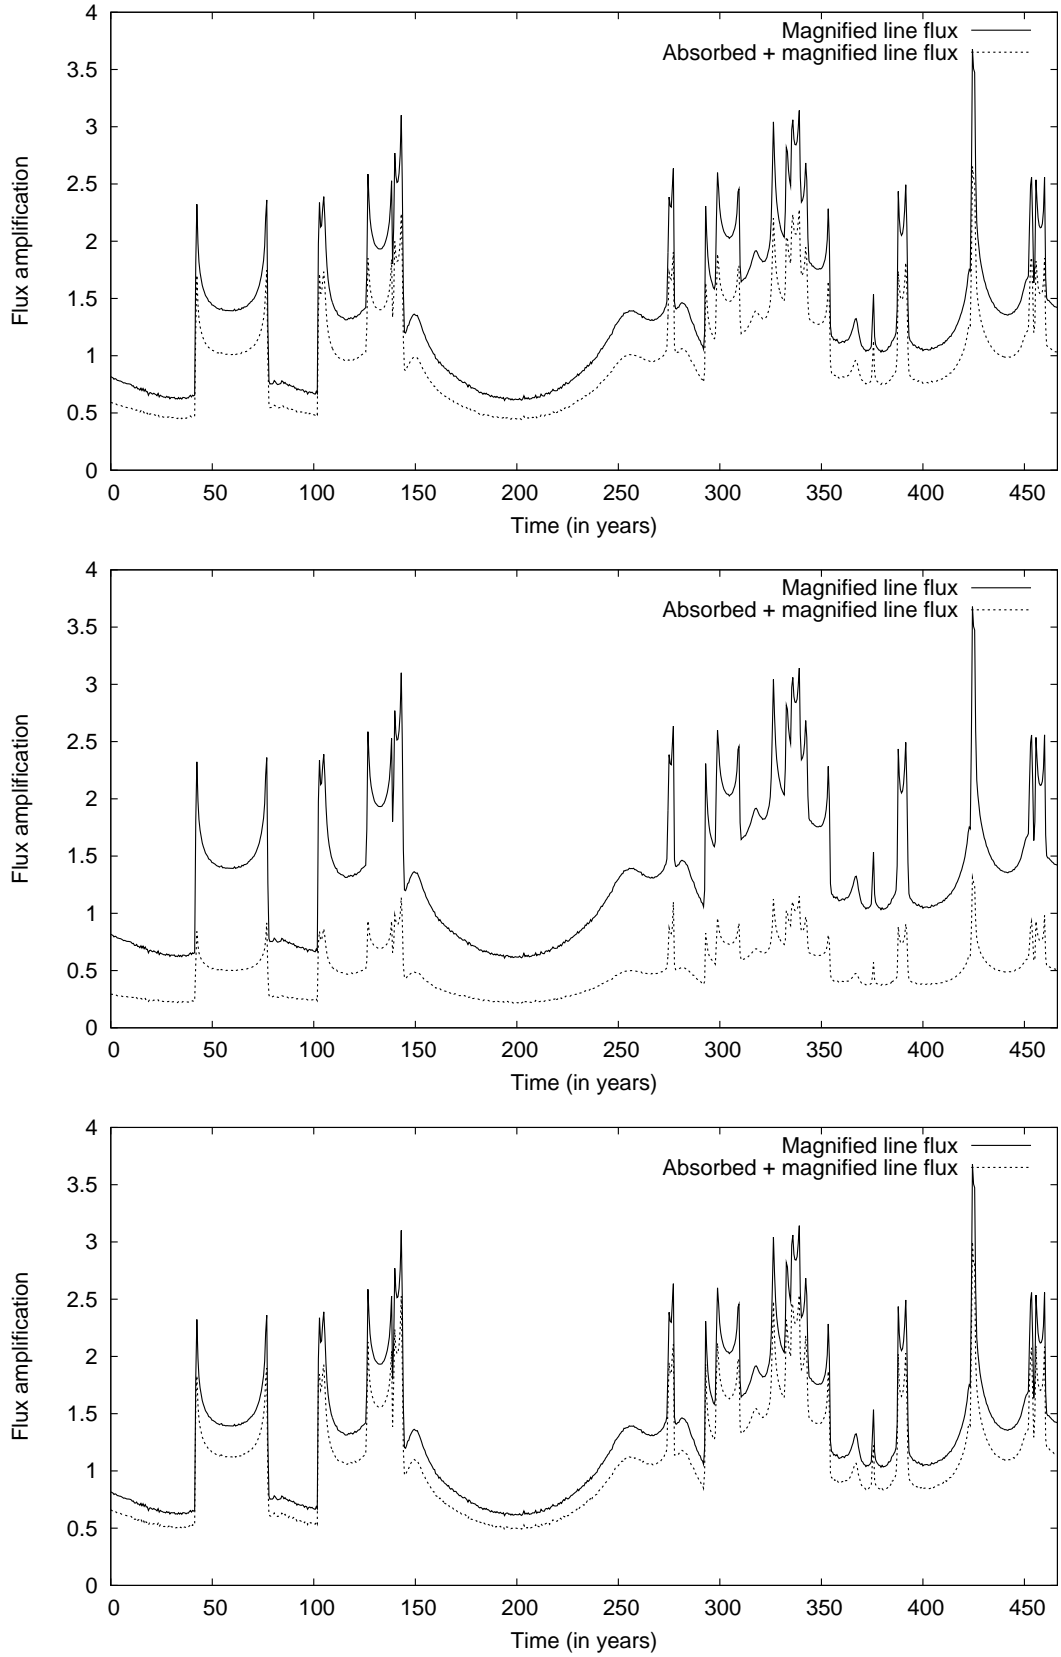 4
3.5
3
2.5
2
1.5
1
0.5
0
Flux amplification
Magnified line flux
Absorbed + magnified line flux
0 50 100 150 200 250 300 350 400 450
Time (in years)
4
3.5
3
2.5
2
1.5
1
0.5
0
Flux amplification
Magnified line flux
Absorbed + magnified line flux
0 50 100 150 200 250 300 350 400 450
Time (in years)
4
3.5
3
2.5
2
1.5
1
0.5
0
Flux amplification
Magnified line flux
Absorbed + magnified line flux
0 50 100 150 200 250 300 350 400 450
Time (in years)